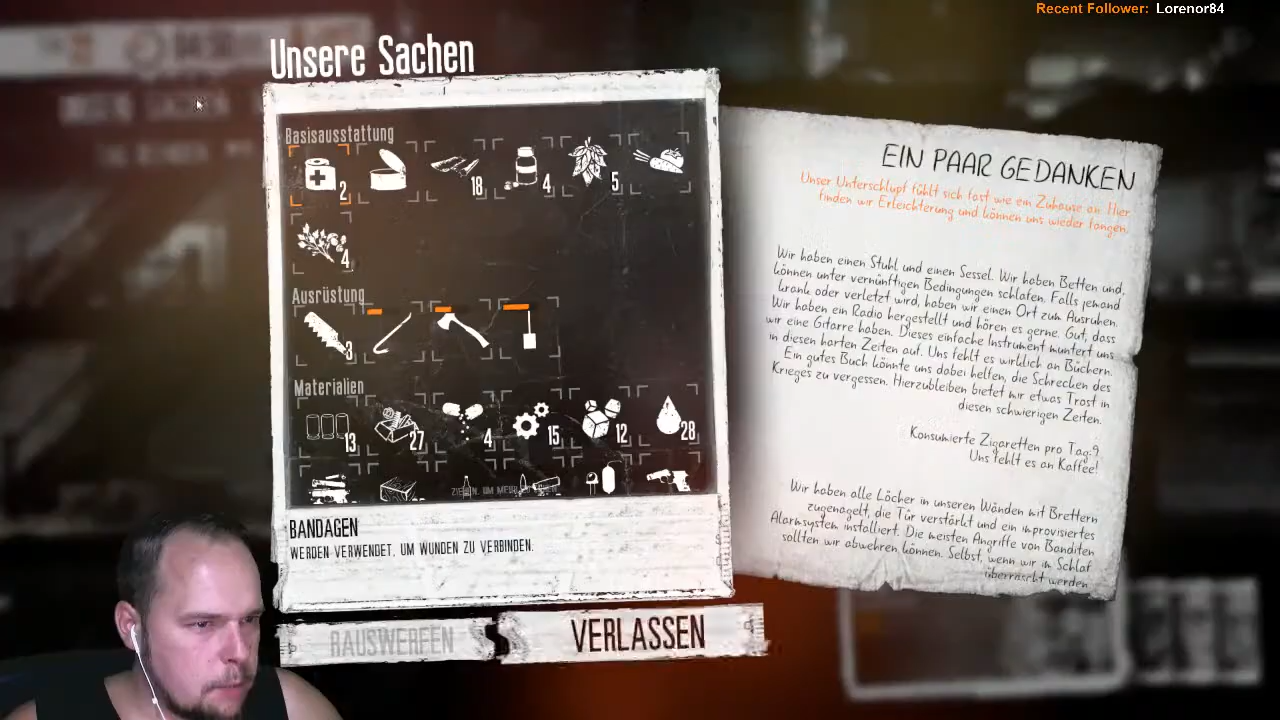 Recent Follower: Lorenor84
Unsere Sachen
Basisausstattung
2
18
4
5
4
Ausrüstung
3
Materialien
13
27
4
15
12
28
BANDAGEN
WERDEN VERWENDET, UM WUNDEN ZU VERBINDEN.
RAUSWERFEN
VERLASSEN
EIN PAAR GEDANKEN
Unser Unterschlupf fühlt sich fast wie ein Zuhause an. Hier
finden wir Erleichterung und können uns wieder fangen.
Wir haben einen Stuhl und einen Sessel. Wir haben Betten und,
können unter vernünftigen Bedingungen schlafen. Falls jemand
krank oder verletzt wird, haben wir einen Ort zum Ausruhen.
Wir haben ein Radio hergestellt und hören es gerne. Gut, dass
wir eine Gitarre haben. Dieses einfache Instrument muntert uns
in diesen harten Zeiten auf. Uns fehlt es wirklich an Büchern.
Ein gutes Buch könnte uns dabei helfen, die Schrecken des
Krieges zu vergessen. Hierzubleiben bietet mir etwas Trost in
diesen schwierigen Zeiten.
Konsumierte Zigaretten pro Tag:9
Uns fehlt es an Kaffee!
Wir haben alle Löcher in unseren Wänden mit Brettern
zugenagelt, die Tür verstärkt und ein improvisiertes
Alarmsystem installiert. Die meisten Angriffe von Banditen
sollten wir abwehren können. Selbst, wenn wir im Schlaf
überrascht werden.